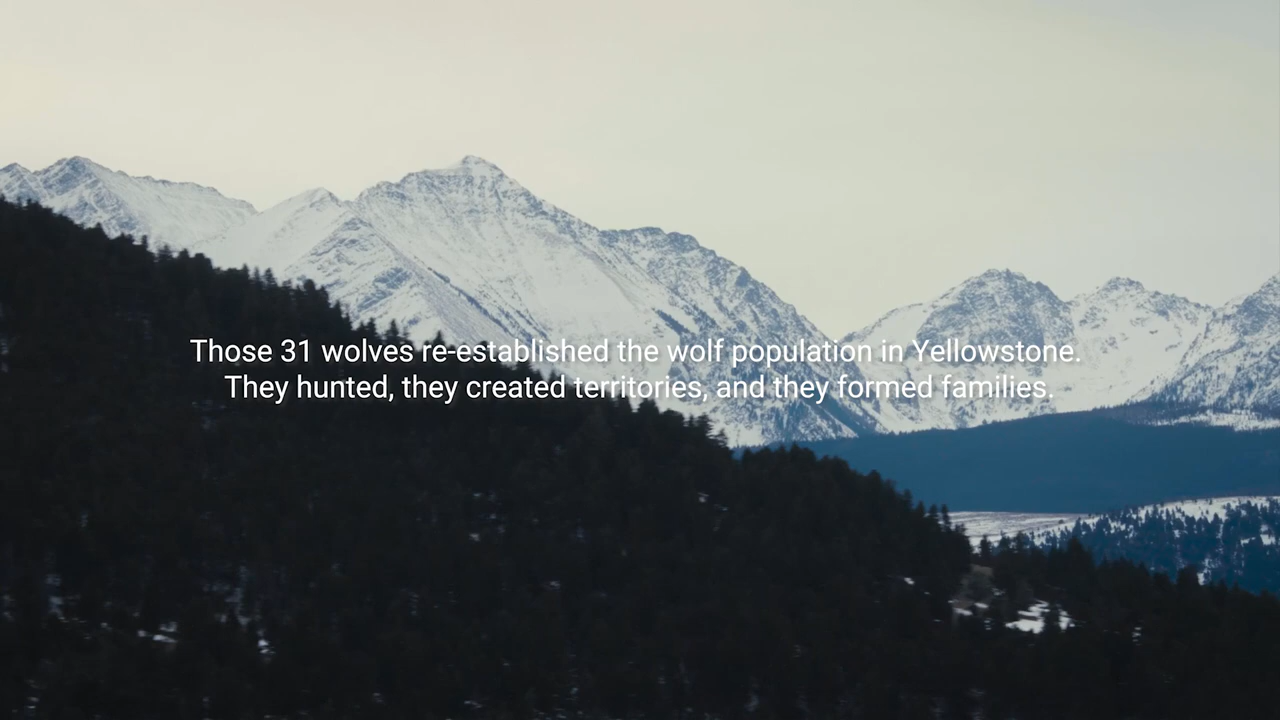 Those 31 wolves re-established the wolf population in Yellowstone.
They hunted, they created territories, and they formed families.